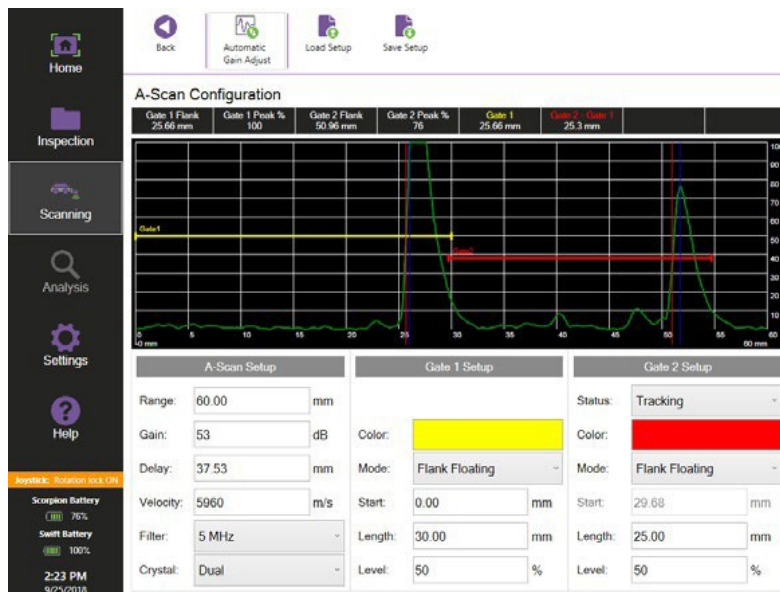 Back
Automatic
Gain Adjust
Load Setup
Save Setup
Home
Inspection
Scanning
Analysis
Settings
Help
Joystick: Rotation lock ON
Scorpion Battery
76%
Swift Battery
100%
2:23 PM
9/25/2018
A-Scan Configuration
Gate 1 Flank
25.66 mm
Gate 1 Peak %
100
Gate 2 Flank
50.96 mm
Gate 2 Peak %
76
Gate 1
25.66 mm
Gate 2 - Gate 1
25.3 mm
Gate1
Gate2
100
90
80
70
60
50
40
30
20
10
0 5 10 15 20 25 30 35 40 45 50 55 60
0 mm 60 mm
A-Scan Setup
Range: 60.00 mm
Gain: 53 dB
Delay: 37.53 mm
Velocity: 5960 m/s
Filter: 5 MHz
Crystal: Dual
Gate 1 Setup
Color:
Mode: Flank Floating
Start: 0.00 mm
Length: 30.00 mm
Level: 50 %
Gate 2 Setup
Status: Tracking
Color:
Mode: Flank Floating
Start: 29.68 mm
Length: 25.00 mm
Level: 50 %